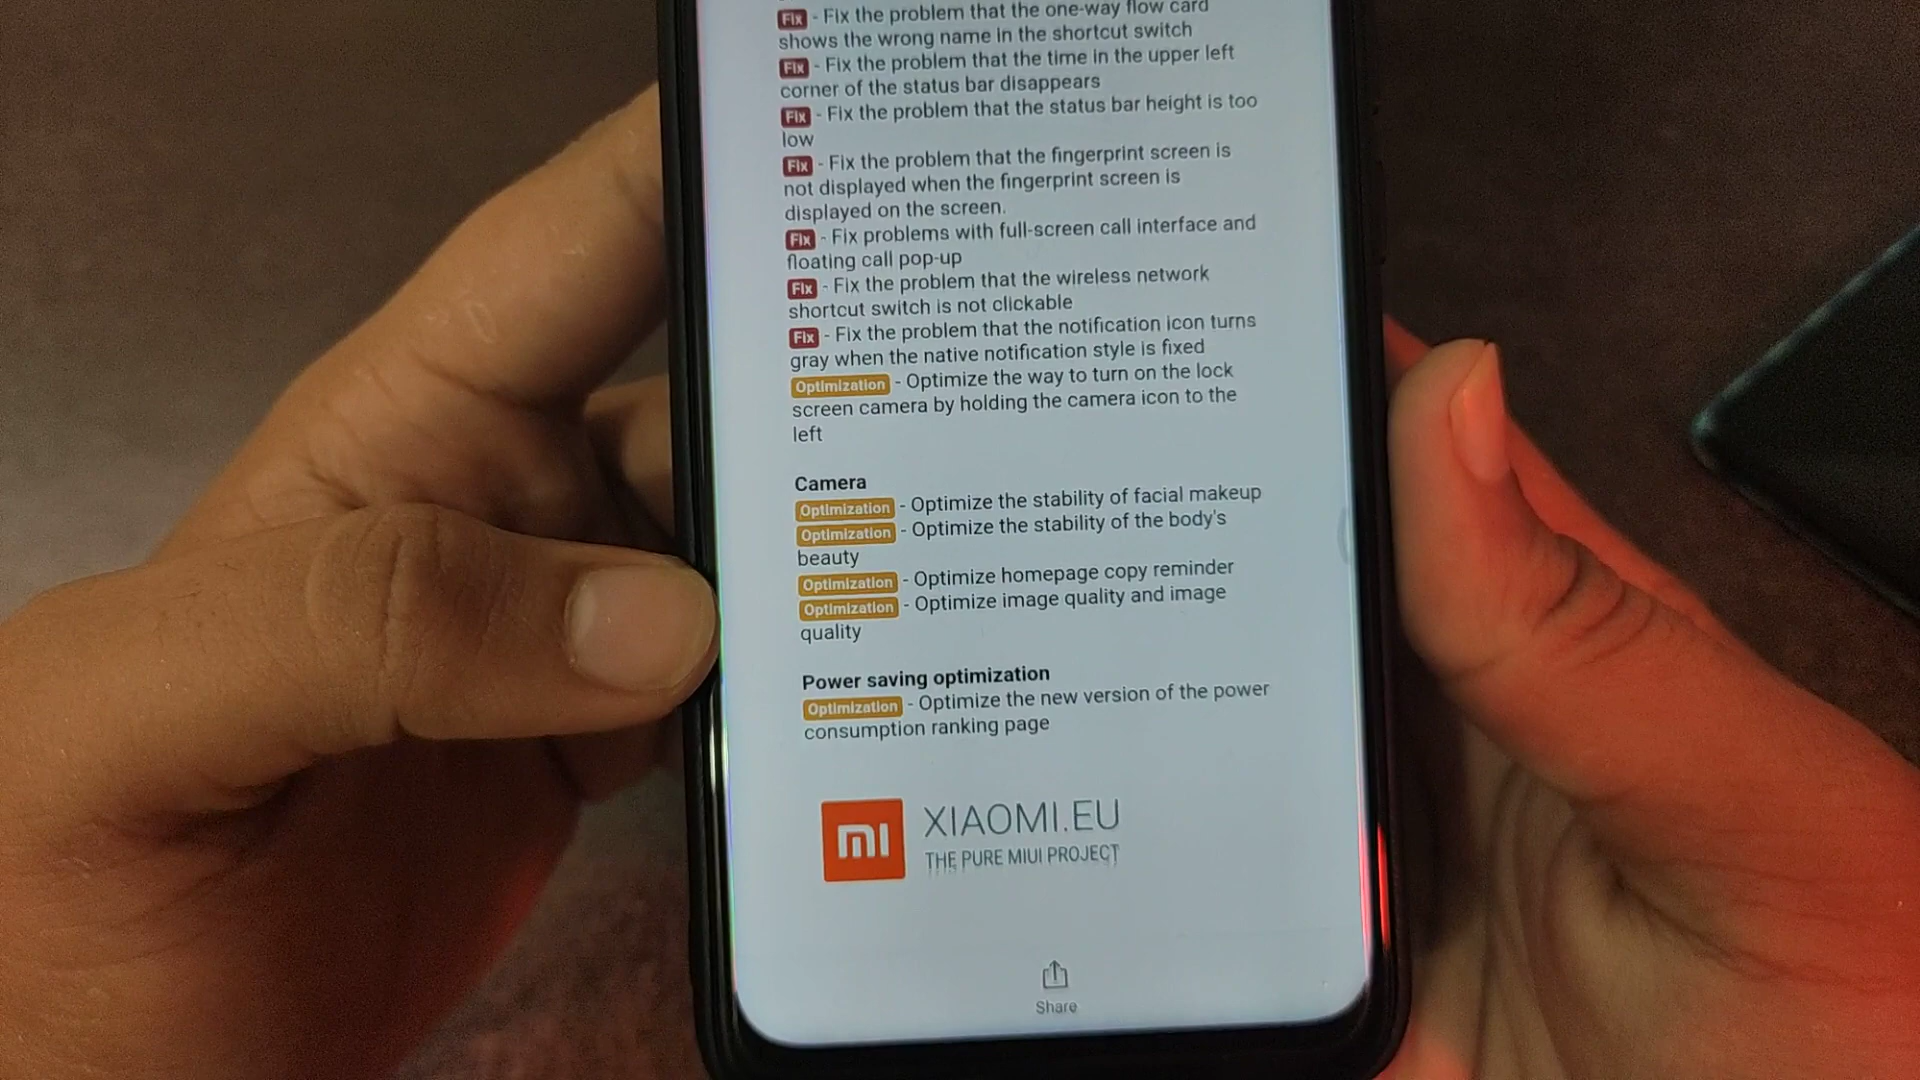 Fix - Fix the problem that the one-way flow card
shows the wrong name in the shortcut switch
Fix - Fix the problem that the time in the upper left
corner of the status bar disappears
Fix - Fix the problem that the status bar height is too
low
Fix - Fix the problem that the fingerprint screen is
not displayed when the fingerprint screen is
displayed on the screen.
Fix - Fix problems with full-screen call interface and
floating call pop-up
Fix - Fix the problem that the wireless network
shortcut switch is not clickable
Fix - Fix the problem that the notification icon turns
gray when the native notification style is fixed
Optimization - Optimize the way to turn on the lock
screen camera by holding the camera icon to the
left
Camera
Optimization - Optimize the stability of facial makeup
Optimization - Optimize the stability of the body's
beauty
Optimization - Optimize homepage copy reminder
Optimization - Optimize image quality and image
quality
Power saving optimization
Optimization - Optimize the new version of the power
consumption ranking page
mi XIAOMI.EU
THE PURE MIUI PROJECT
Share